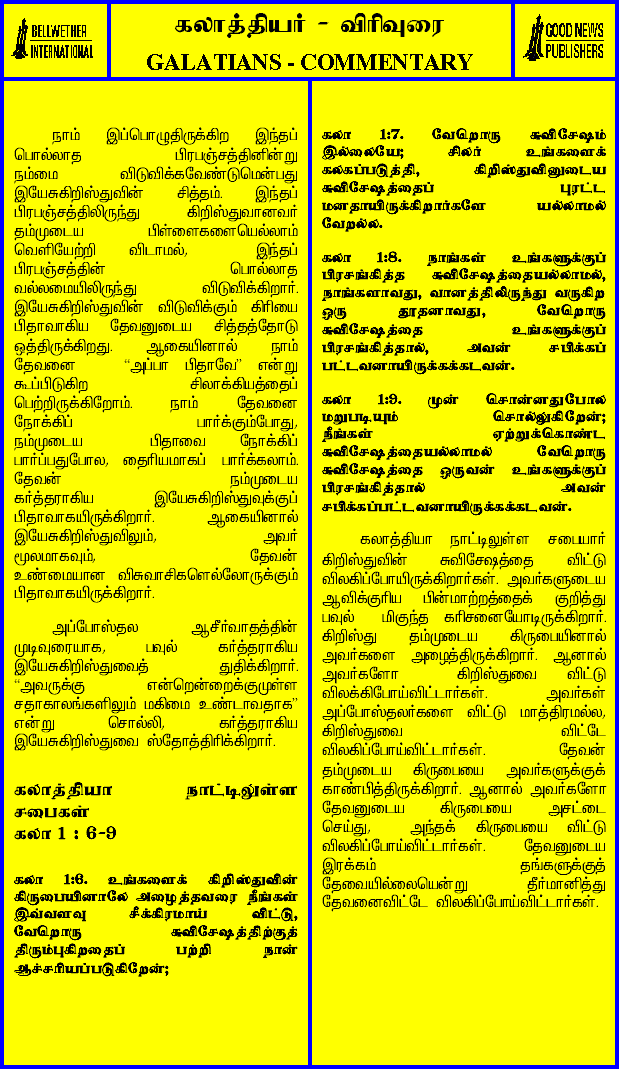 BELLWETHER
INTERNATIONAL
கலாத்தியர் - விரிவுரை
GALATIANS - COMMENTARY
GOOD NEWS
PUBLISHERS
நாம் இப்பொழுதிருக்கிற இந்தப்
பொல்லாத பிரபஞ்சத்தினின்று
நம்மை விடுவிக்கவேண்டுமென்பது
இயேசுகிறிஸ்துவின் சித்தம். இந்தப்
பிரபஞ்சத்திலிருந்து கிறிஸ்துவானவர்
தம்முடைய பிள்ளைகளையெல்லாம்
வெளியேற்றி விடாமல், இந்தப்
பிரபஞ்சத்தின் பொல்லாத
வல்லமையிலிருந்து விடுவிக்கிறார்.
இயேசுகிறிஸ்துவின் விடுவிக்கும் கிரியை
பிதாவாகிய தேவனுடைய சித்தத்தோடு
ஒத்திருக்கிறது. ஆகையினால் நாம்
தேவனை “அப்பா பிதாவே” என்று
கூப்பிடுகிற சிலாக்கியத்தைப்
பெற்றிருக்கிறோம். நாம் தேவனை
நோக்கிப் பார்க்கும்போது,
நம்முடைய பிதாவை நோக்கிப்
பார்ப்பதுபோல, தைரியமாகப் பார்க்கலாம்.
தேவன் நம்முடைய
கர்த்தராகிய இயேசுகிறிஸ்துவுக்குப்
பிதாவாகயிருக்கிறார். ஆகையினால்
இயேசுகிறிஸ்துவிலும், அவர்
மூலமாகவும், தேவன்
உண்மையான விசுவாசிகளெல்லோருக்கும்
பிதாவாகயிருக்கிறார்.
அப்போஸ்தல ஆசீர்வாதத்தின்
முடிவுரையாக, பவுல் கர்த்தராகிய
இயேசுகிறிஸ்துவைத் துதிக்கிறார்.
“அவருக்கு என்றென்றைக்குமுள்ள
சதாகாலங்களிலும் மகிமை உண்டாவதாக”
என்று சொல்லி, கர்த்தராகிய
இயேசுகிறிஸ்துவை ஸ்தோத்திரிக்கிறார்.
கலாத்தியா நாட்டிலுள்ள
சபைகள்
கலா 1 : 6-9
கலா 1:6. உங்களைக் கிறிஸ்துவின்
கிருபையினாலே அழைத்தவரை நீங்கள்
இவ்வளவு சீக்கிரமாய் விட்டு,
வேறொரு சுவிசேஷத்திற்குத்
திரும்புகிறதைப் பற்றி நான்
ஆச்சரியப்படுகிறேன்;
கலா 1:7. வேறொரு சுவிசேஷம்
இல்லையே; சிலர் உங்களைக்
கலகப்படுத்தி, கிறிஸ்துவினுடைய
சுவிசேஷத்தைப் புரட்ட
மனதாயிருக்கிறார்களே யல்லாமல்
வேறல்ல.
கலா 1:8. நாங்கள் உங்களுக்குப்
பிரசங்கித்த சுவிசேஷத்தையல்லாமல்,
நாங்களாவது, வானத்திலிருந்து வருகிற
ஒரு தூதனாவது, வேறொரு
சுவிசேஷத்தை உங்களுக்குப்
பிரசங்கித்தால், அவன் சபிக்கப்
பட்டவனாயிருக்கக்கடவன்.
கலா 1:9. முன் சொன்னதுபோல
மறுபடியும் சொல்லுகிறேன்;
நீங்கள் ஏற்றுக்கொண்ட
சுவிசேஷத்தையல்லாமல் வேறொரு
சுவிசேஷத்தை ஒருவன் உங்களுக்குப்
பிரசங்கித்தால் அவன்
சபிக்கப்பட்டவனாயிருக்கக்கடவன்.
கலாத்தியா நாட்டிலுள்ள சபையார்
கிறிஸ்துவின் சுவிசேஷத்தை விட்டு
விலகிப்போயிருக்கிறார்கள். அவர்களுடைய
ஆவிக்குரிய பின்மாற்றத்தைக் குறித்து
பவுல் மிகுந்த கரிசனையோடிருக்கிறார்.
கிறிஸ்து தம்முடைய கிருபையினால்
அவர்களை அழைத்திருக்கிறார். ஆனால்
அவர்களோ கிறிஸ்துவை விட்டு
விலக்கிபோய்விட்டார்கள். அவர்கள்
அப்போஸ்தலர்களை விட்டு மாத்திரமல்ல,
கிறிஸ்துவை விட்டே
விலகிப்போய்விட்டார்கள். தேவன்
தம்முடைய கிருபையை அவர்களுக்குக்
காண்பித்திருக்கிறார். ஆனால் அவர்களோ
தேவனுடைய கிருபையை அசட்டை
செய்து, அந்தக் கிருபையை விட்டு
விலகிப்போய்விட்டார்கள். தேவனுடைய
இரக்கம் தங்களுக்குத்
தேவையில்லையென்று தீர்மானித்து
தேவனைவிட்டே விலகிப்போய்விட்டார்கள்.